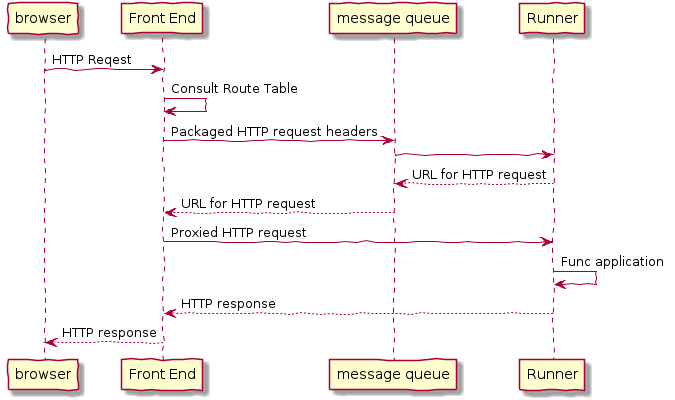 browser
Front End
message queue
Runner
HTTP Reqest
Consult Route Table
Packaged HTTP request headers
URL for HTTP request
URL for HTTP request
Proxied HTTP request
Func application
HTTP response
HTTP response
browser
Front End
message queue
Runner